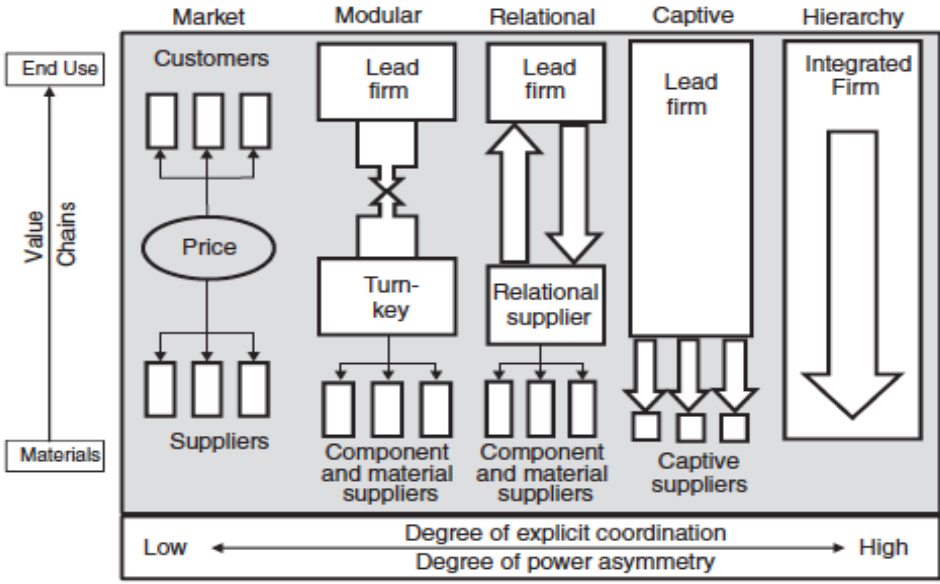 Market
Modular
Relational
Captive
Hierarchy
End Use
Value
Chains
Materials
Customers
Price
Suppliers
Lead
firm
Turn-
key
Component
and material
suppliers
Lead
firm
Relational
supplier
Component
and material
suppliers
Lead
firm
Captive
suppliers
Integrated
Firm
Degree of explicit coordination
Low
High
Degree of power asymmetry